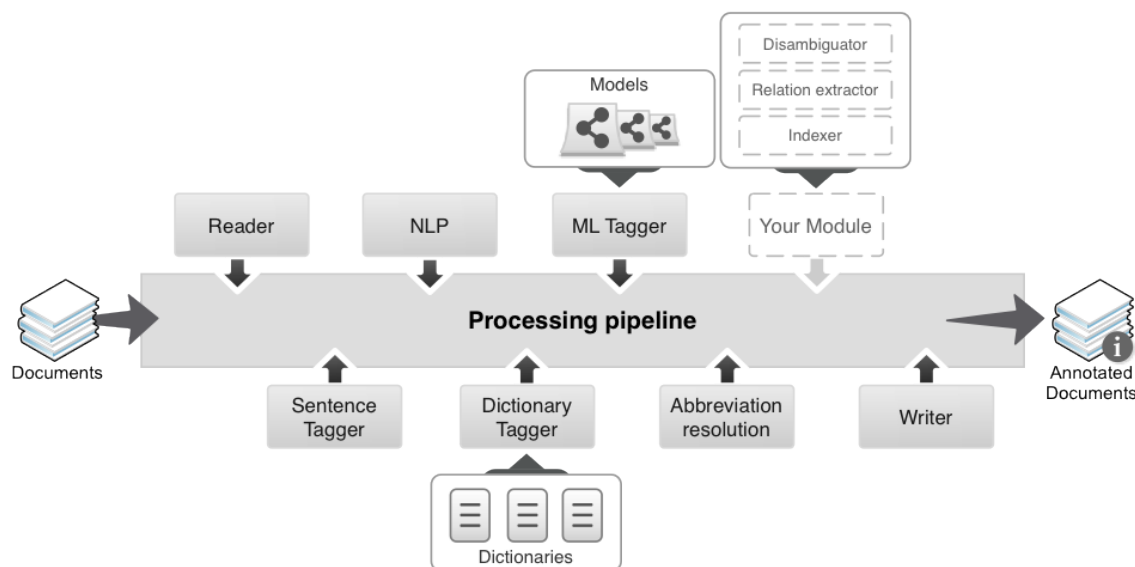 Disambiguator
Relation extractor
Indexer
Models
Reader
NLP
ML Tagger
Your Module
Processing pipeline
Documents
i
Annotated
Documents
Sentence
Tagger
Dictionary
Tagger
Abbreviation
resolution
Writer
Dictionaries